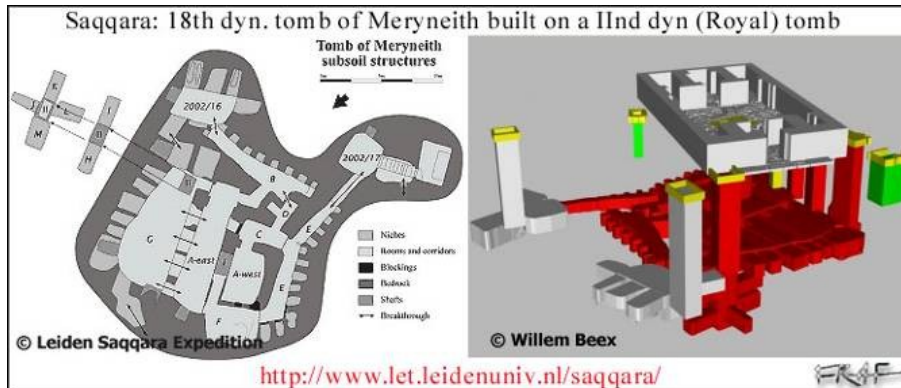 Saqqara: 18th dyn. tomb of Meryneith built on a IInd dyn (Royal) tomb
Tomb of Meryneith
subsoil structures
2002/16
2002/17
K
J
II
L
I
M
II
H
B
D
C
E
G
A-east
A-west
E
F
Niches
Rooms and corridors
Blockings
Bedrock
Shafts
Breakthrough
© Leiden Saqqara Expedition
© Willem Beex
http://www.let.leidenuniv.nl/saqqara/